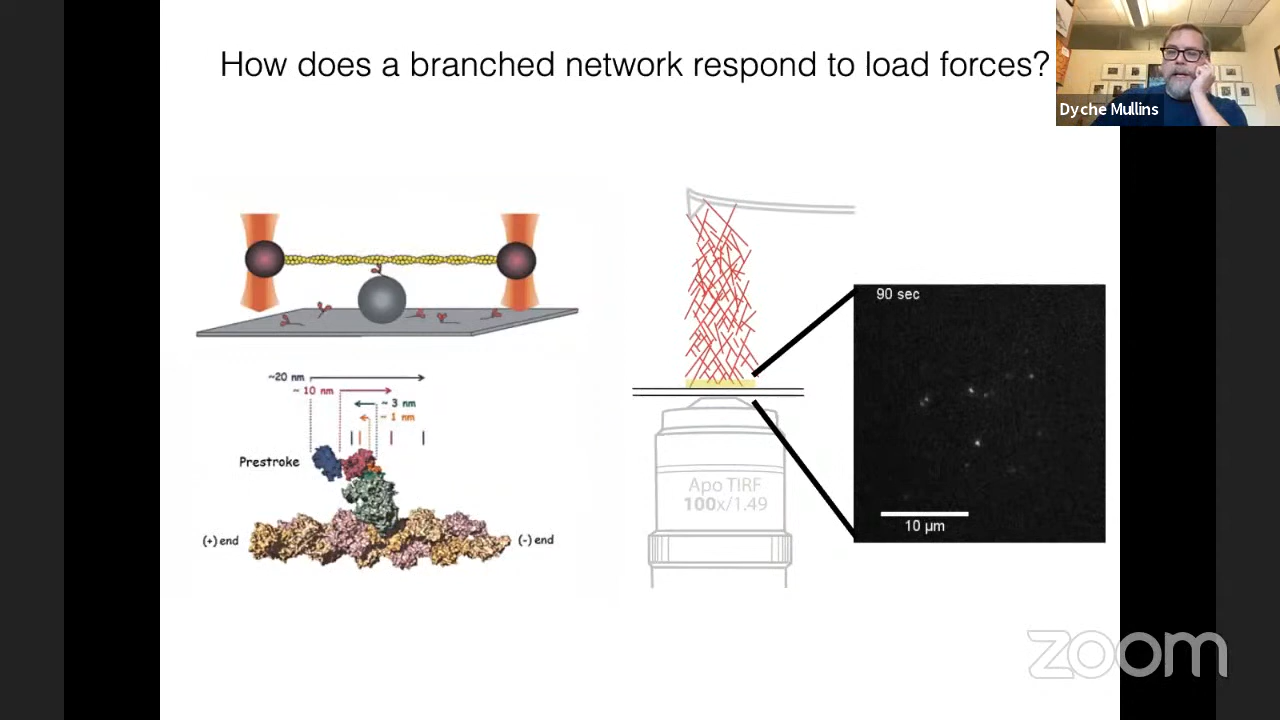 How does a branched network respond to load forces?
Dyche Mullins
90 sec
~20 nm
~ 10 nm
~ 3 nm
~ 1 nm
Prestroke
(+) end
(-) end
Apo TIRF
100x/1.49
10 μm
zoom